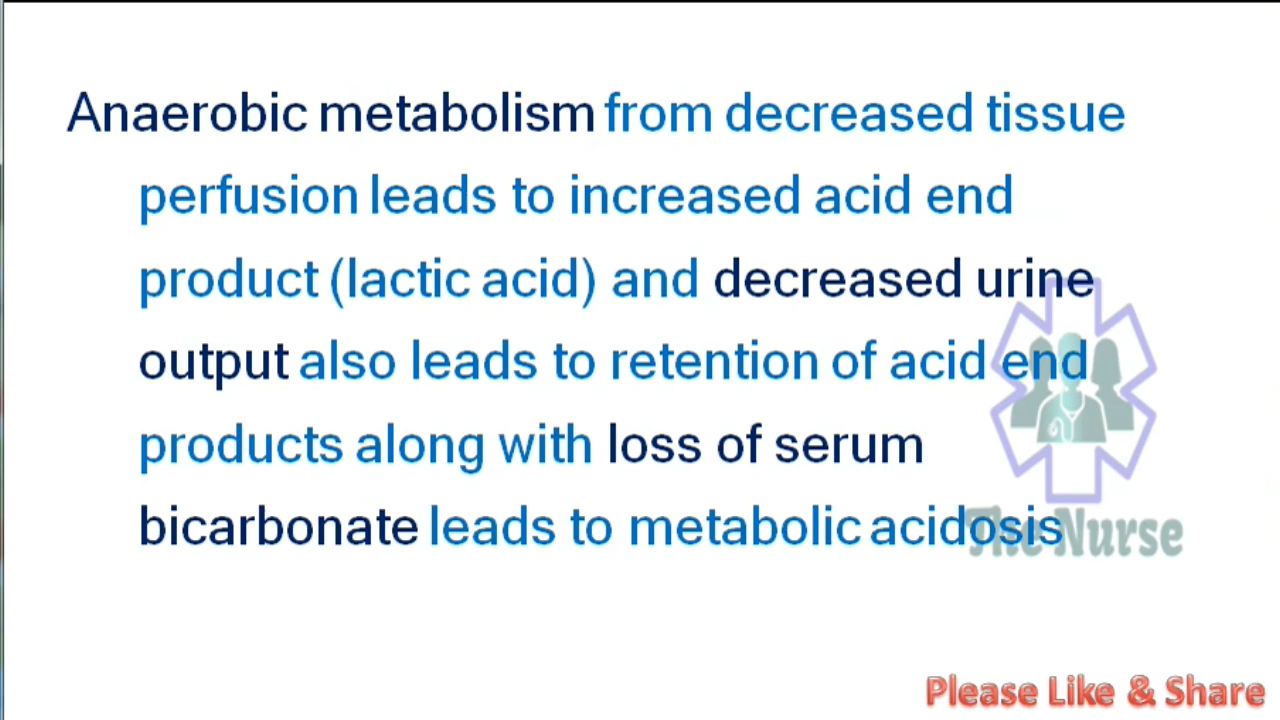 Anaerobic metabolism from decreased tissue
perfusion leads to increased acid end
product (lactic acid) and decreased urine
output also leads to retention of acid end
products along with loss of serum
bicarbonate leads to metabolic acidosis
The Nurse
Please Like & Share